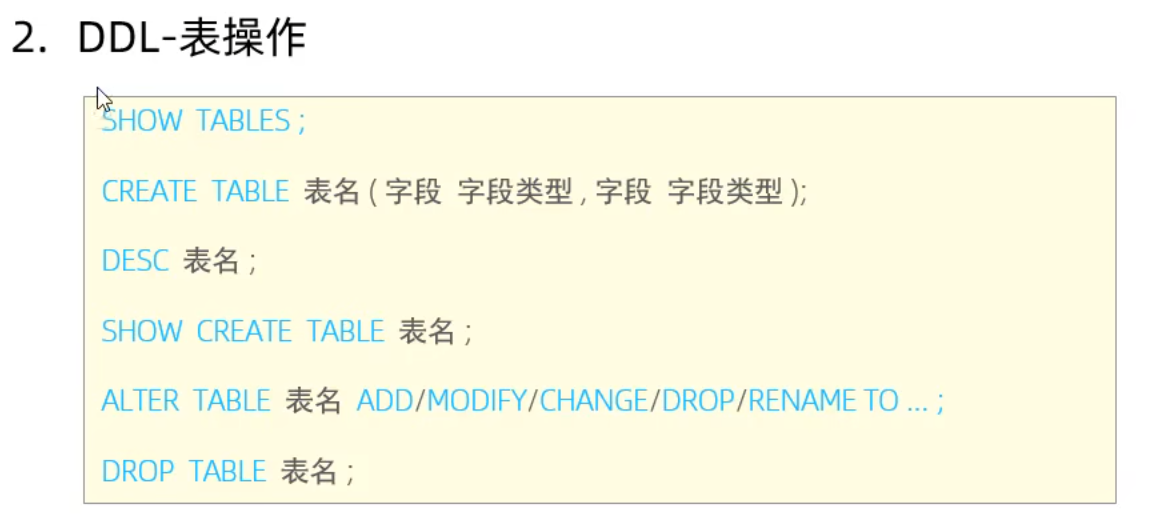 2. DDL-表操作
SHOW TABLES ;
CREATE TABLE 表名 ( 字段 字段类型 , 字段 字段类型 );
DESC 表名 ;
SHOW CREATE TABLE 表名 ;
ALTER TABLE 表名 ADD/MODIFY/CHANGE/DROP/RENAME TO ... ;
DROP TABLE 表名 ;